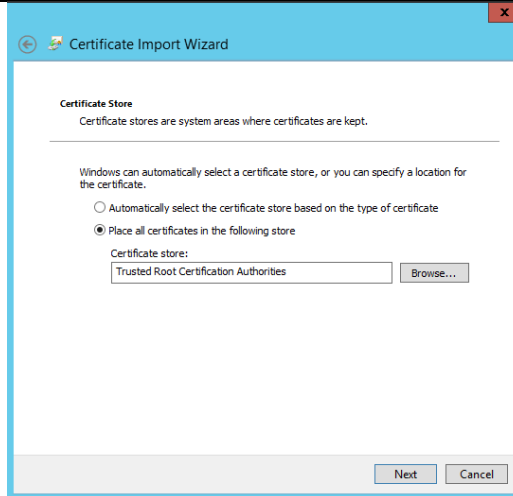 Certificate Import Wizard
Certificate Store
Certificate stores are system areas where certificates are kept.
Windows can automatically select a certificate store, or you can specify a location for
the certificate.
Automatically select the certificate store based on the type of certificate
Place all certificates in the following store
Certificate store:
Trusted Root Certification Authorities
Browse...
Next
Cancel